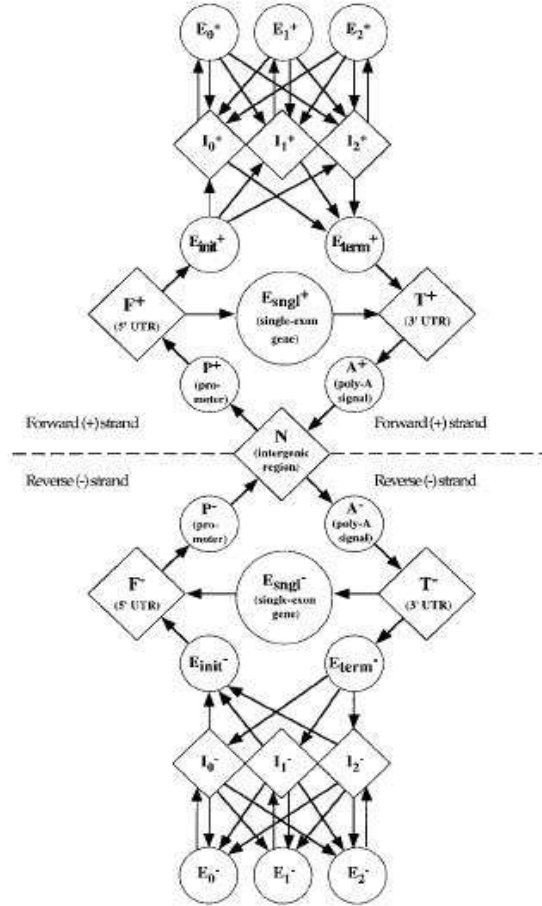 E₀⁺ E₁⁺ E₂⁺
I₀⁺ I₁⁺ I₂⁺
Einit⁺ Eterm⁺
F⁺
(5' UTR)
Esngl⁺
(single-exon
gene)
T⁺
(3' UTR)
P⁺
(pro-
moter)
A⁺
(poly-A
signal)
Forward (+) strand Forward (+) strand
N
(intergenic
region)
Reverse (-) strand Reverse (-) strand
P⁻
(pro-
moter)
A⁻
(poly-A
signal)
F⁻
(5' UTR)
Esngl⁻
(single-exon
gene)
T⁻
(3' UTR)
Einit⁻ Eterm⁻
I₀⁻ I₁⁻ I₂⁻
E₀⁻ E₁⁻ E₂⁻